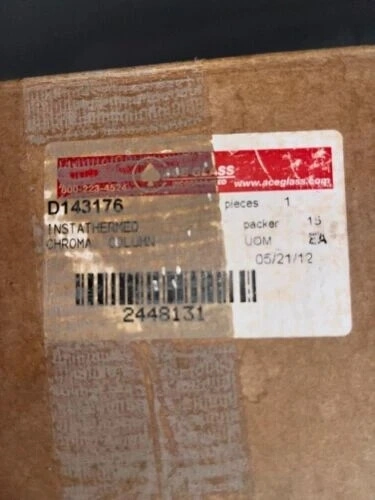 ACE GLASS
800-223-4524 INCORPORATED www.aceglass.com
D143176 pieces 1
INSTATHERMED packer 15
CHROMA COLUMN UOM EA
05/21/12
2448131